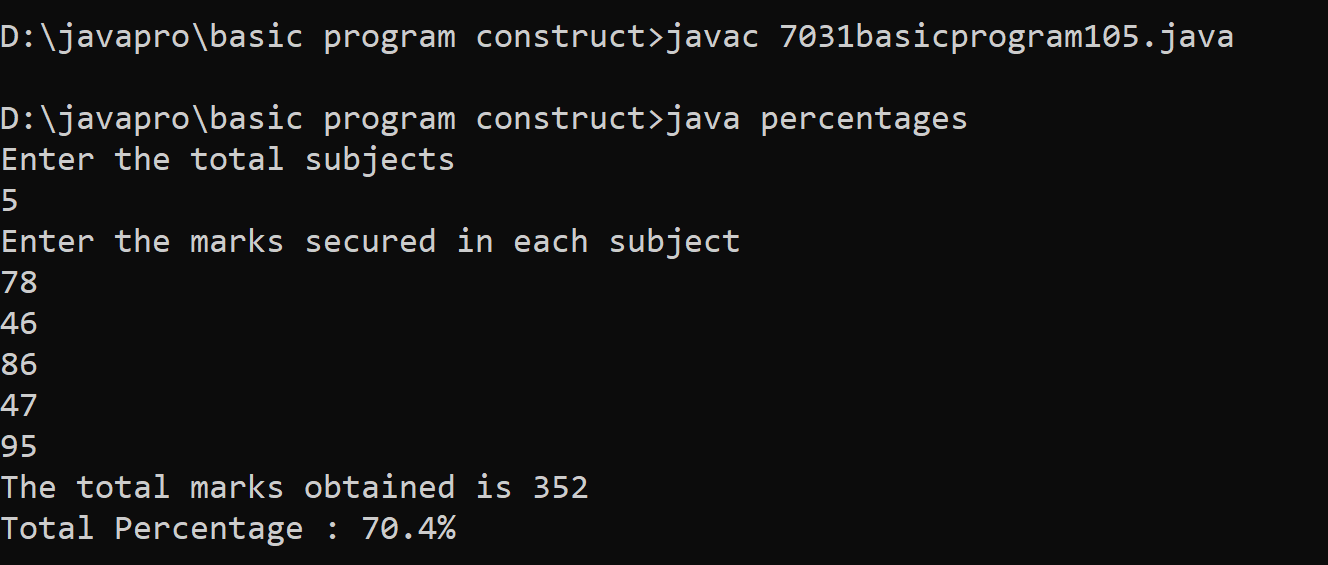 D:\javapro\basic program construct>javac 7031basicprogram105.java
D:\javapro\basic program construct>java percentages
Enter the total subjects
5
Enter the marks secured in each subject
78
46
86
47
95
The total marks obtained is 352
Total Percentage : 70.4%